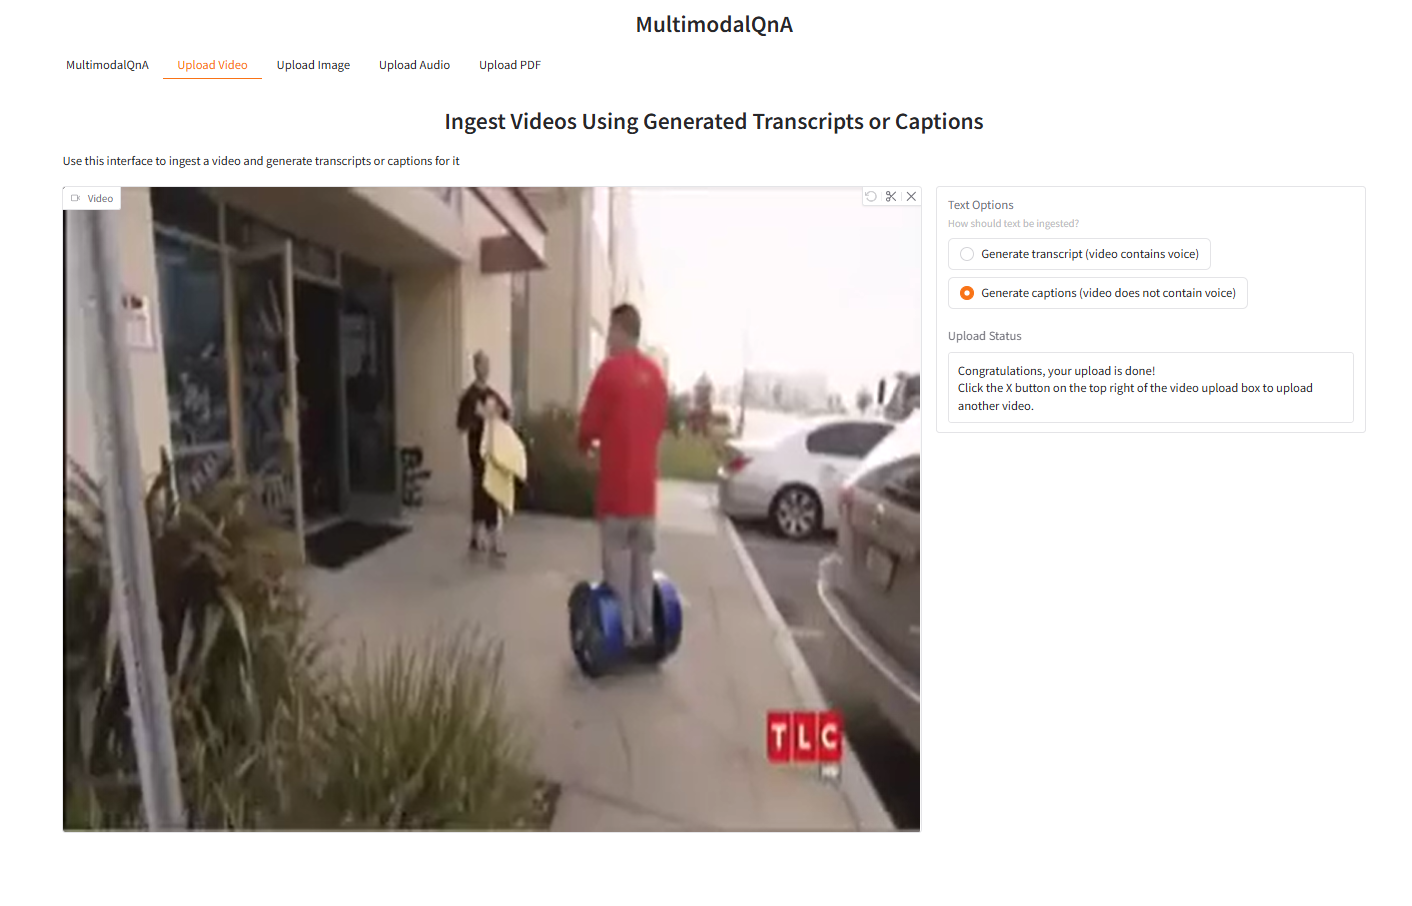 MultimodalQnA
MultimodalQnA
Upload Video
Upload Image
Upload Audio
Upload PDF
Ingest Videos Using Generated Transcripts or Captions
Use this interface to ingest a video and generate transcripts or captions for it
Video
Text Options
How should text be ingested?
Generate transcript (video contains voice)
Generate captions (video does not contain voice)
Upload Status
Congratulations, your upload is done!
Click the X button on the top right of the video upload box to upload
another video.
TLC